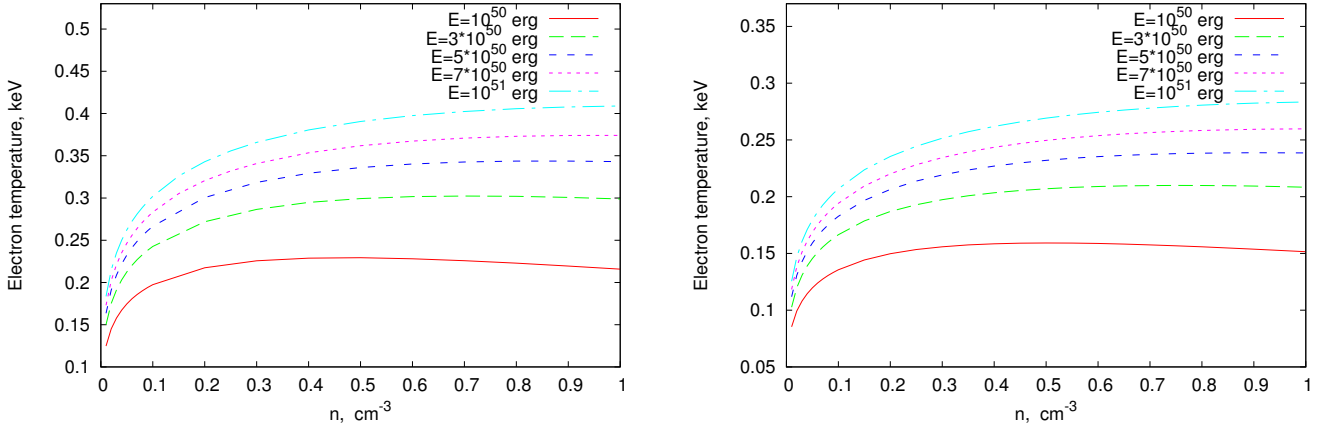 E=10^50 erg
E=3*10^50 erg
E=5*10^50 erg
E=7*10^50 erg
E=10^51 erg
Electron temperature, keV
0.5
0.45
0.4
0.35
0.3
0.25
0.2
0.15
0.1
0 0.1 0.2 0.3 0.4 0.5 0.6 0.7 0.8 0.9 1
n, cm^-3
E=10^50 erg
E=3*10^50 erg
E=5*10^50 erg
E=7*10^50 erg
E=10^51 erg
Electron temperature, keV
0.35
0.3
0.25
0.2
0.15
0.1
0.05
0 0.1 0.2 0.3 0.4 0.5 0.6 0.7 0.8 0.9 1
n, cm^-3